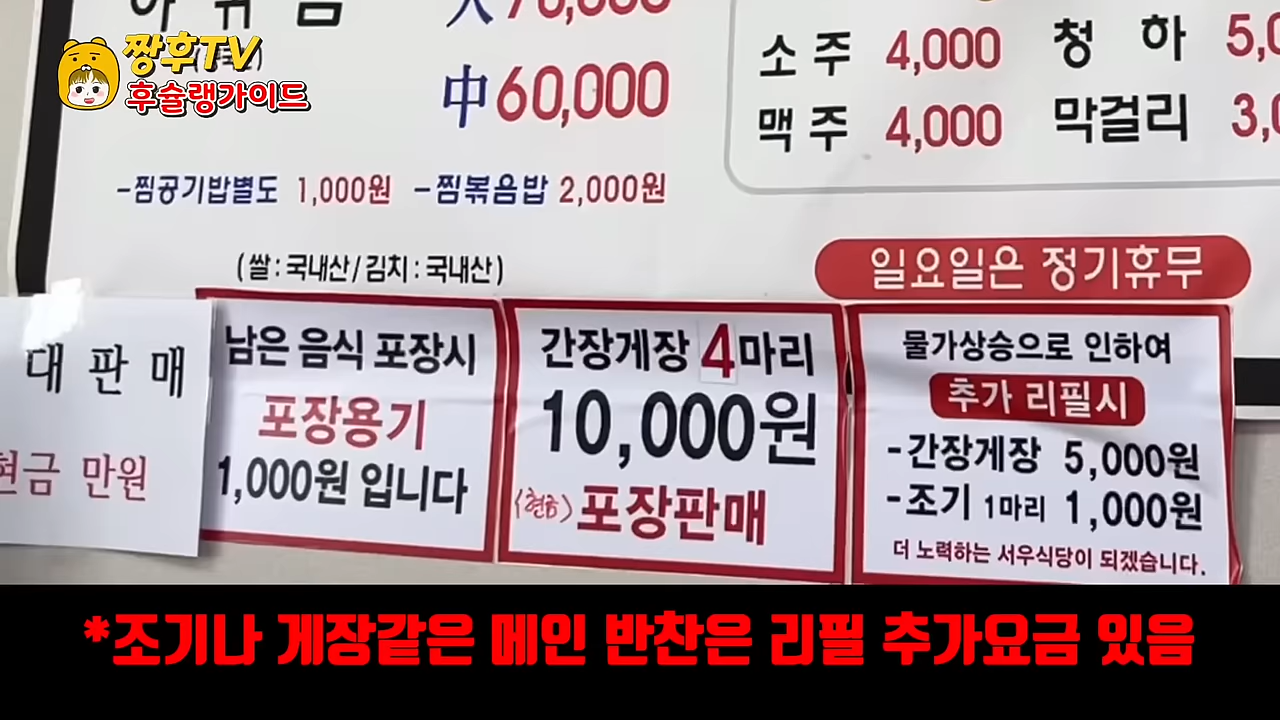 짱후TV
후슐랭가이드
大 70,000
中 60,000
소주 4,000 청하
맥주 4,000 막걸리
-찜공기밥별도 1,000원 -찜볶음밥 2,000원
(쌀:국내산/김치:국내산)
일요일은 정기휴무
대 판 매
현금 만원
남은 음식 포장시
포장용기
1,000원 입니다
간장게장 4마리
10,000원
(현금) 포장판매
물가상승으로 인하여
추가 리필시
-간장게장 5,000원
-조기 1마리 1,000원
더 노력하는 서우식당이 되겠습니다.
*조기나 게장같은 메인 반찬은 리필 추가요금 있음